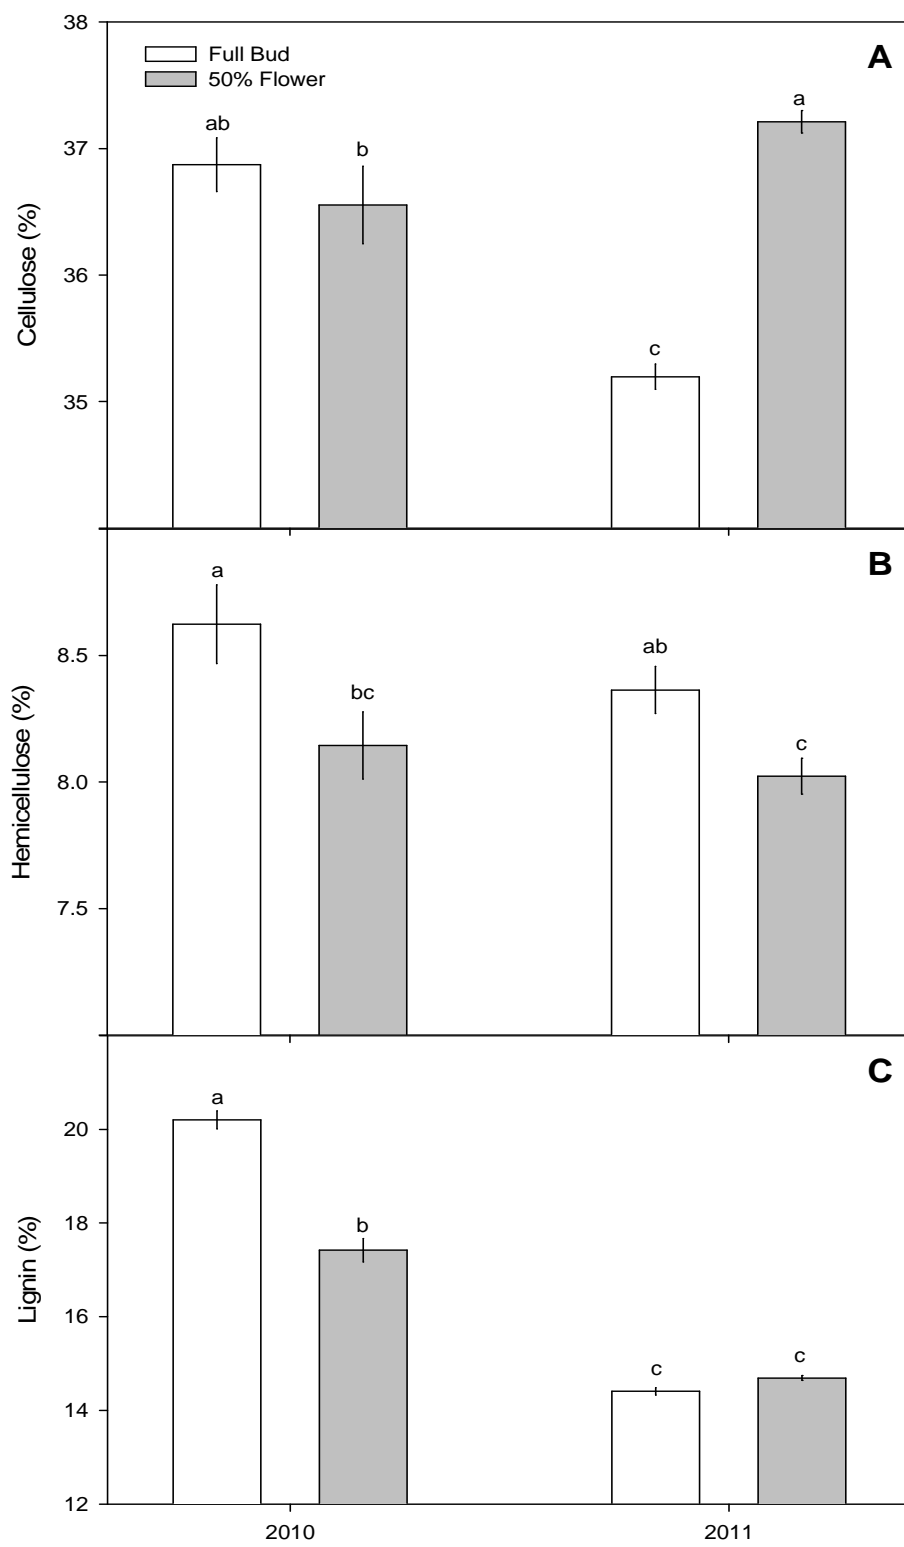 38
Full Bud
50% Flower
A
ab
b
a
37
36
c
35
Cellulose (%)
B
a
bc
ab
c
8.5
8.0
7.5
Hemicellulose (%)
C
a
b
c
c
20
18
16
14
12
Lignin (%)
2010
2011